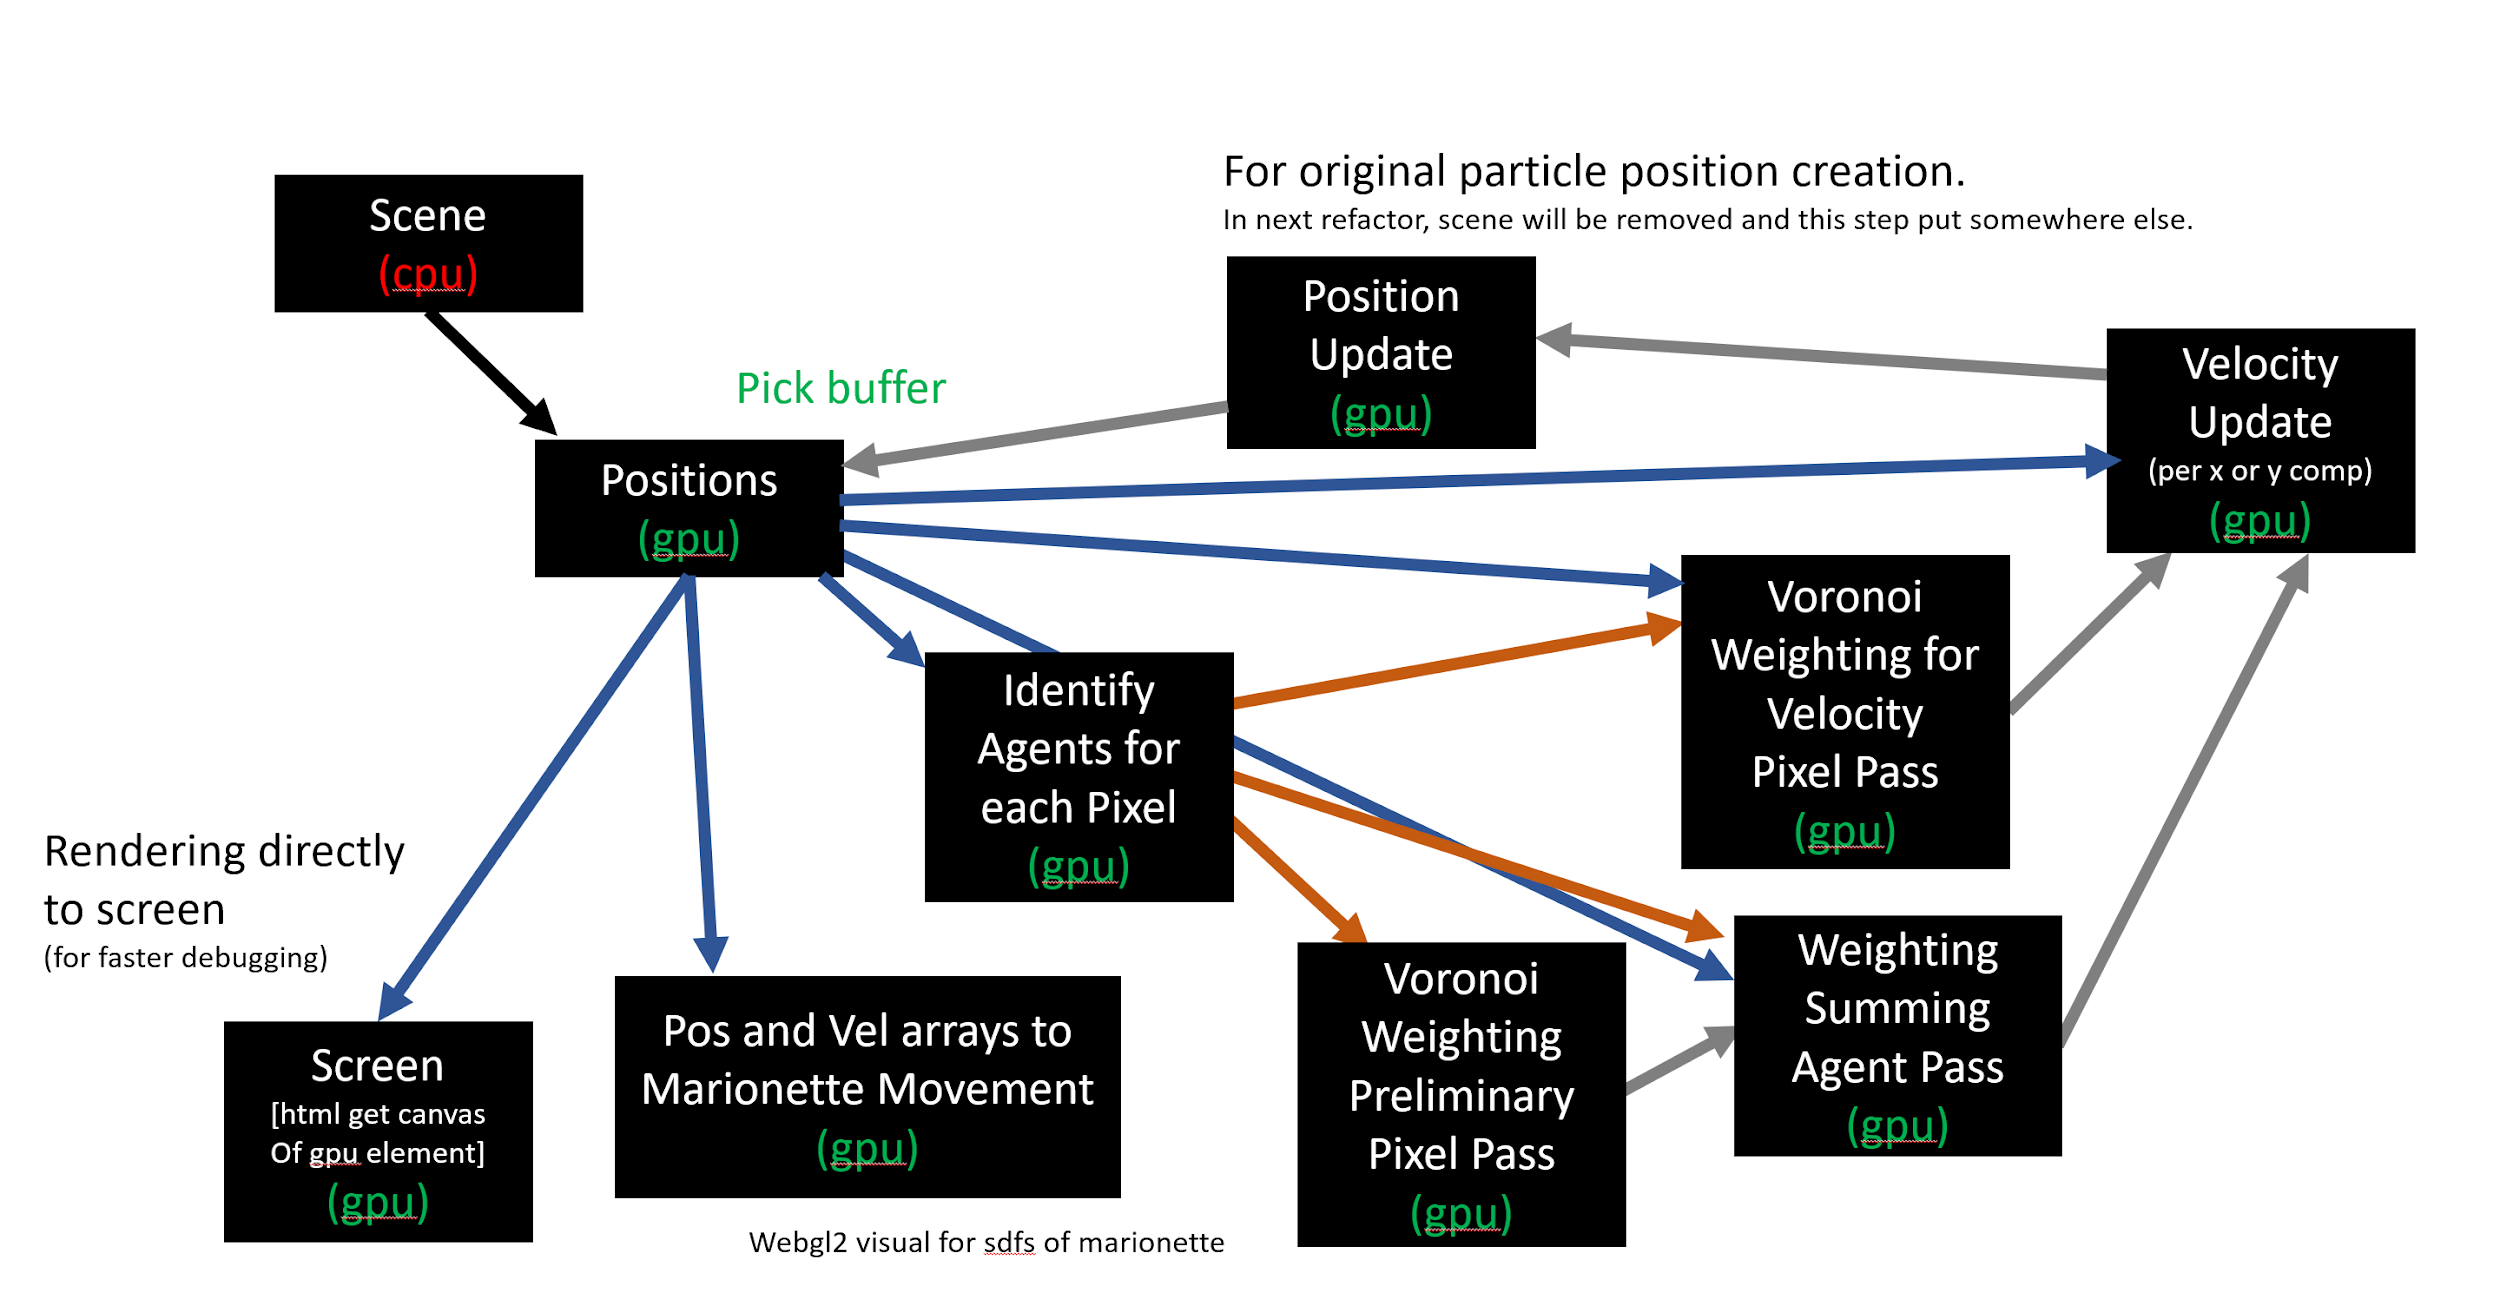 For original particle position creation.
In next refactor, scene will be removed and this step put somewhere else.
Scene
(cpu)
Position
Update
(gpu)
Velocity
Update
(per x or y comp)
(gpu)
Pick buffer
Positions
(gpu)
Voronoi
Weighting for
Velocity
Pixel Pass
(gpu)
Identify
Agents for
each Pixel
(gpu)
Rendering directly
to screen
(for faster debugging)
Weighting
Summing
Agent Pass
(gpu)
Voronoi
Weighting
Preliminary
Pixel Pass
(gpu)
Pos and Vel arrays to
Marionette Movement
(gpu)
Screen
[html get canvas
Of gpu element]
(gpu)
Webgl2 visual for sdfs of marionette